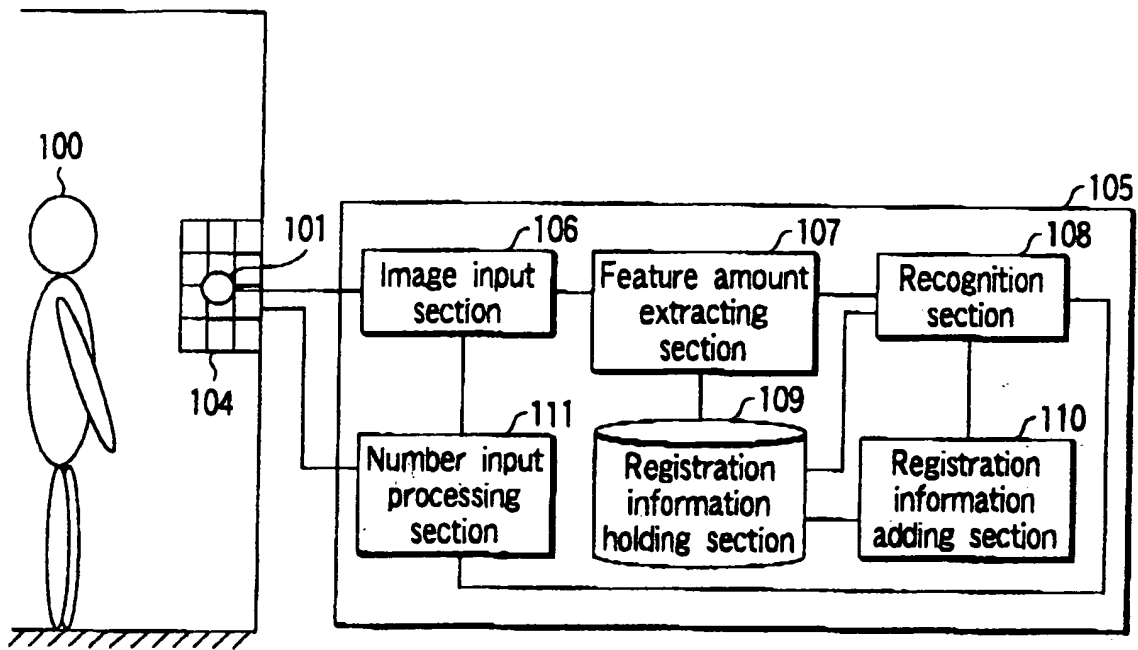 100
101
104
105
106
Image input
section
107
Feature amount
extracting
section
108
Recognition
section
111
Number input
processing
section
109
Registration
information
holding section
110
Registration
information
adding section